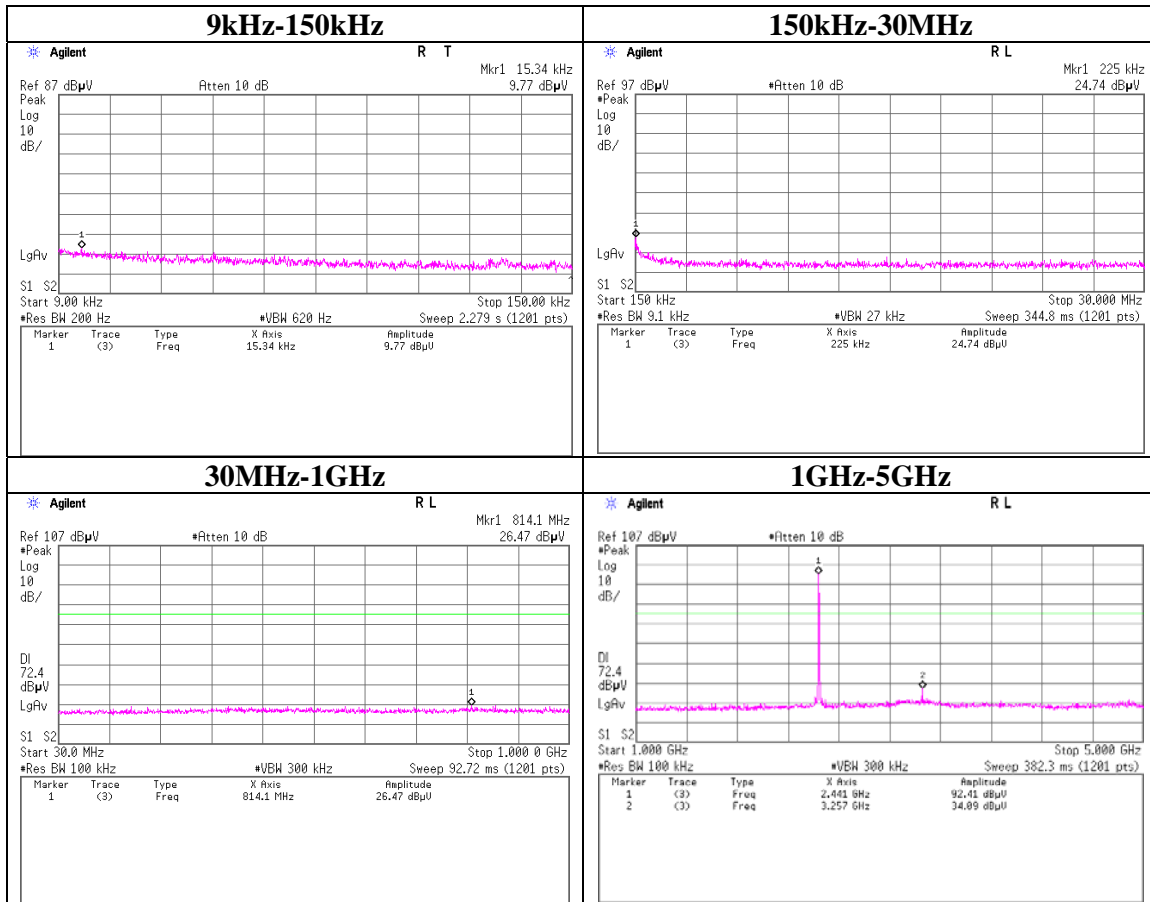 9kHz-150kHz
Agilent
R T
Mkr1 15.34 kHz
Ref 87 dBµV
Atten 10 dB
9.77 dBµV
Peak
Log
10
dB/
1
LgAv
S1 S2
Start 9.00 kHz
Stop 150.00 kHz
#Res BW 200 Hz
#VBW 620 Hz
Sweep 2.279 s (1201 pts)
Marker Trace Type X Axis Amplitude
1 (3) Freq 15.34 kHz 9.77 dBµV
150kHz-30MHz
Agilent
R L
Mkr1 225 kHz
Ref 97 dBµV
#Atten 10 dB
24.74 dBµV
#Peak
Log
10
dB/
1
LgAv
S1 S2
Start 150 kHz
Stop 30.000 MHz
#Res BW 9.1 kHz
#VBW 27 kHz
Sweep 344.8 ms (1201 pts)
Marker Trace Type X Axis Amplitude
1 (3) Freq 225 kHz 24.74 dBµV
30MHz-1GHz
Agilent
R L
Mkr1 814.1 MHz
Ref 107 dBµV
#Atten 10 dB
26.47 dBµV
#Peak
Log
10
dB/
DI
72.4
dBµV
1
LgAv
S1 S2
Start 30.0 MHz
Stop 1.000 0 GHz
#Res BW 100 kHz
#VBW 300 kHz
Sweep 92.72 ms (1201 pts)
Marker Trace Type X Axis Amplitude
1 (3) Freq 814.1 MHz 26.47 dBµV
1GHz-5GHz
Agilent
R L
Ref 107 dBµV
#Atten 10 dB
#Peak
Log
10
dB/
1
DI
72.4
dBµV
2
LgAv
S1 S2
Start 1.000 GHz
Stop 5.000 GHz
#Res BW 100 kHz
#VBW 300 kHz
Sweep 382.3 ms (1201 pts)
Marker Trace Type X Axis Amplitude
1 (3) Freq 2.441 GHz 92.41 dBµV
2 (3) Freq 3.257 GHz 34.09 dBµV